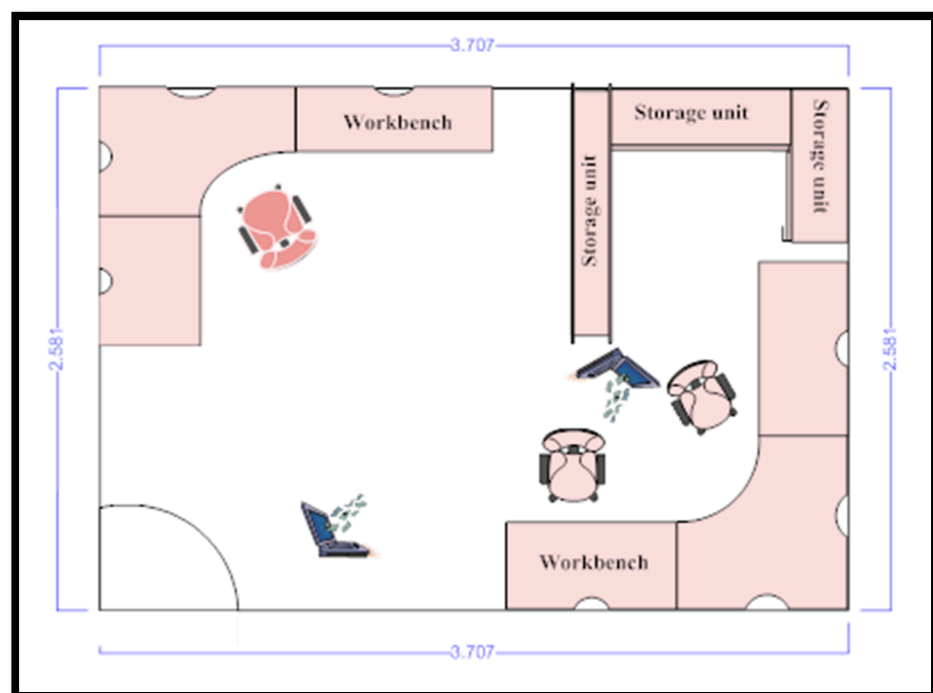 3.707
Workbench
Storage unit
Storage unit
Storage unit
2.581
2.581
Workbench
3.707